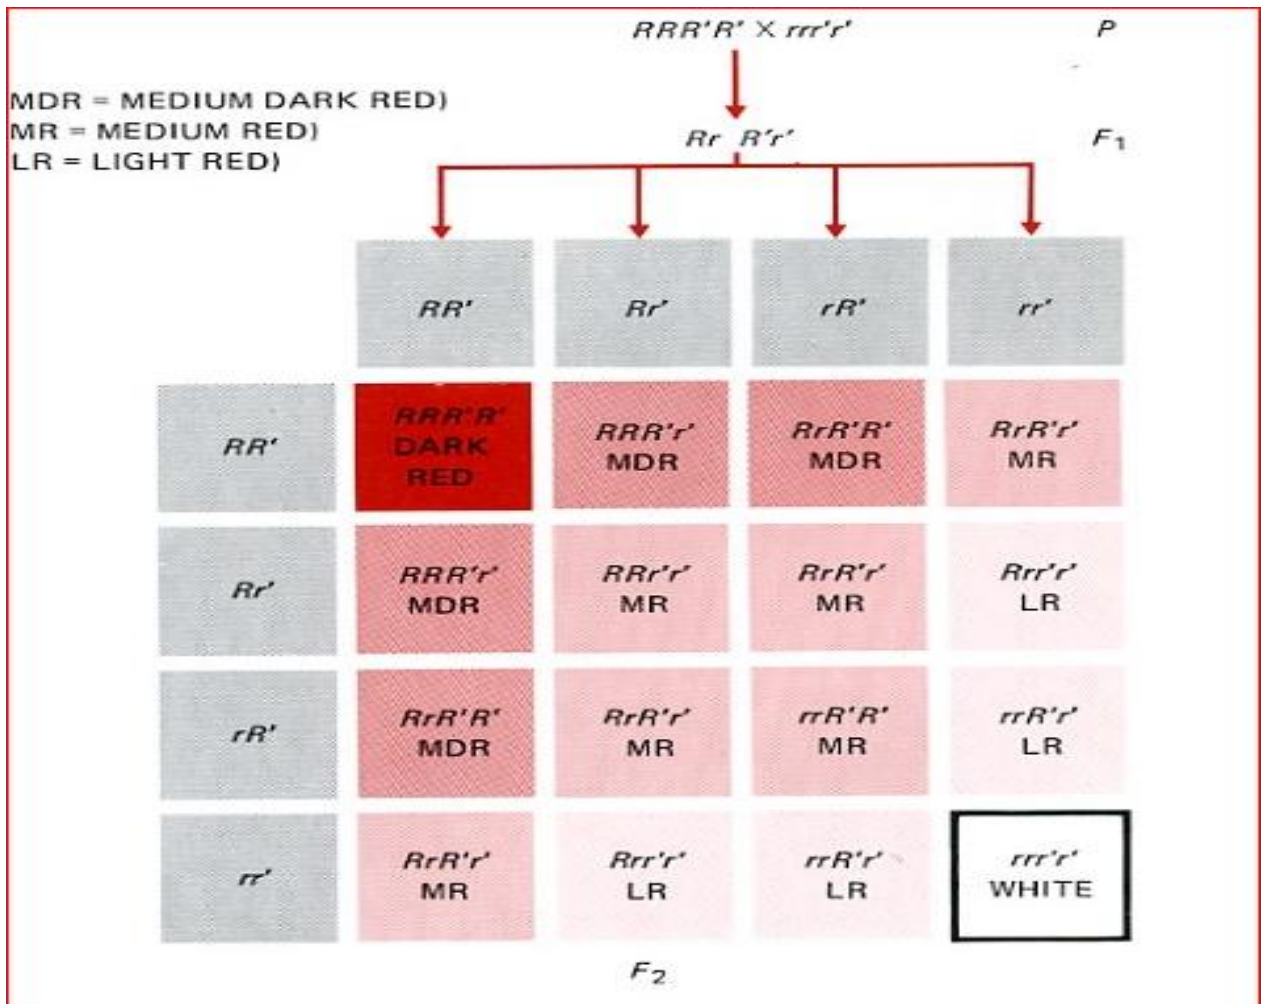 RRR'R' X rrr'r' P
MDR = MEDIUM DARK RED)
MR = MEDIUM RED)
LR = LIGHT RED)
Rr R'r' F₁
RR' Rr' rR' rr'
RR'
RRR'R'
DARK
RED
RRR'r'
MDR
RrR'R'
MDR
RrR'r'
MR
Rr'
RRR'r'
MDR
RRr'r'
MR
RrR'r'
MR
Rrr'r'
LR
rR'
RrR'R'
MDR
RrR'r'
MR
rrR'R'
MR
rrR'r'
LR
rr'
RrR'r'
MR
Rrr'r'
LR
rrR'r'
LR
rrr'r'
WHITE
F₂